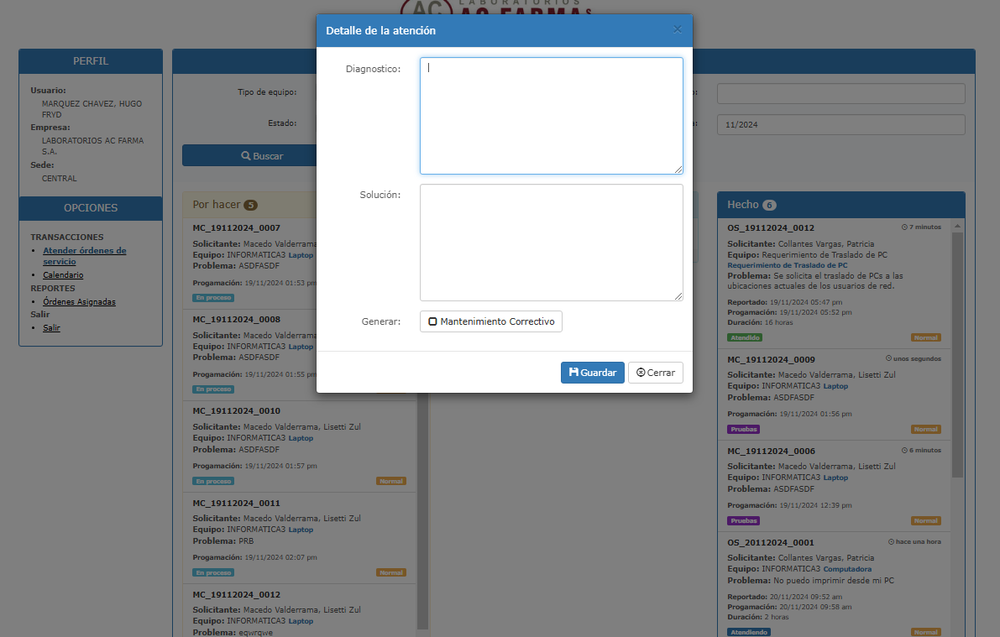 LABORATORIOS
AC AC FARMA
Detalle de la atención ×
Diagnostico:
Solución:
Generar: Mantenimiento Correctivo
Guardar Cerrar
PERFIL
Usuario:
MARQUEZ CHAVEZ, HUGO
FRYD
Empresa:
LABORATORIOS AC FARMA
S.A.
Sede:
CENTRAL
OPCIONES
TRANSACCIONES
• Atender órdenes de
servicio
• Calendario
REPORTES
• Órdenes Asignadas
Salir
• Salir
Tipo de equipo:
Estado:
11/2024
Buscar
Por hacer 5
MC_19112024_0007
Solicitante: Macedo Valderrama
Equipo: INFORMATICA3 Laptop
Problema: ASDFASDF
Progamación: 19/11/2024 01:53 pm
En proceso
MC_19112024_0008
Solicitante: Macedo Valderrama
Equipo: INFORMATICA3 Laptop
Problema: ASDFASDF
Progamación: 19/11/2024 01:55 pm
En proceso
MC_19112024_0010
Solicitante: Macedo Valderrama, Lisetti Zul
Equipo: INFORMATICA3 Laptop
Problema: ASDFASDF
Progamación: 19/11/2024 01:57 pm
En proceso Normal
MC_19112024_0011
Solicitante: Macedo Valderrama, Lisetti Zul
Equipo: INFORMATICA3 Laptop
Problema: PRB
Progamación: 19/11/2024 02:07 pm
En proceso Normal
MC_19112024_0012
Solicitante: Macedo Valderrama, Lisetti Zul
Equipo: INFORMATICA3 Laptop
Problema: eqwrqwe
Hecho 6
OS_19112024_0012 7 minutos
Solicitante: Collantes Vargas, Patricia
Equipo: Requerimiento de Traslado de PC
Requerimiento de Traslado de PC
Problema: Se solicita el traslado de PCs a las
ubicaciones actuales de los usuarios de red.
Reportado: 19/11/2024 05:47 pm
Progamación: 19/11/2024 05:52 pm
Duración: 16 horas
Atendido Normal
MC_19112024_0009 unos segundos
Solicitante: Macedo Valderrama, Lisetti Zul
Equipo: INFORMATICA3 Laptop
Problema: ASDFASDF
Progamación: 19/11/2024 01:56 pm
Pruebas Normal
MC_19112024_0006 6 minutos
Solicitante: Macedo Valderrama, Lisetti Zul
Equipo: INFORMATICA3 Laptop
Problema: ASDFASDF
Progamación: 19/11/2024 12:39 pm
Pruebas Normal
OS_20112024_0001 hace una hora
Solicitante: Collantes Vargas, Patricia
Equipo: INFORMATICA3 Computadora
Problema: No puedo imprimir desde mi PC
Reportado: 20/11/2024 09:52 am
Progamación: 20/11/2024 09:58 am
Duración: 2 horas
Atendiendo Normal